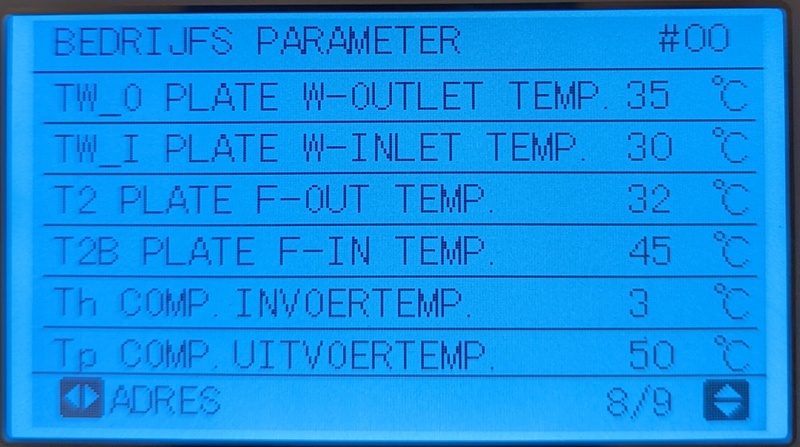 BEDRIJFS PARAMETER #00
TW_O PLATE W-OUTLET TEMP. 35 ℃
TW_I PLATE W-INLET TEMP. 30 ℃
T2 PLATE F-OUT TEMP. 32 ℃
T2B PLATE F-IN TEMP. 45 ℃
Th COMP. INVOERTEMP. 3 ℃
Tp COMP. UITVOERTEMP. 50 ℃
ADRES 8/9